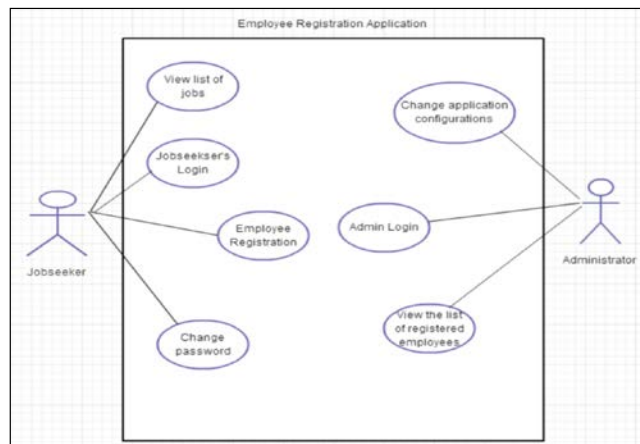 Employee Registration Application
View list of
jobs
Jobseekser's
Login
Employee
Registration
Change
password
Jobseeker
Change application
configurations
Admin Login
View the list
of registered
employees
Administrator